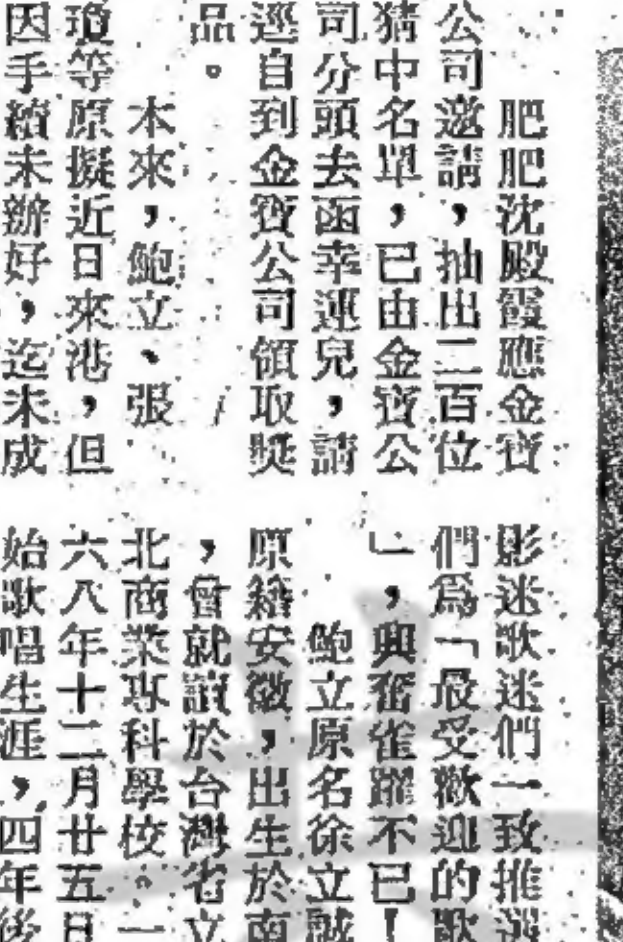 肥肥沈殿霞應金寶
公司邀請，抽出二百位
猜中名單，已由金寶公
司分頭去函幸運兒，請
逕自到金寶公司領取獎
品。
本來，鮑立、張
瓊等原擬近日來港，但
因手續未辦好，迄未成
影迷歌迷們一致推選
們為「最受歡迎的歌
」，興奮雀躍不已！
鮑立原名徐立誠
原籍安徽，出生於南
，曾就讀於台灣省立
北商業專科學校。一
六八年十二月廿五日
始歌唱生涯，四年後